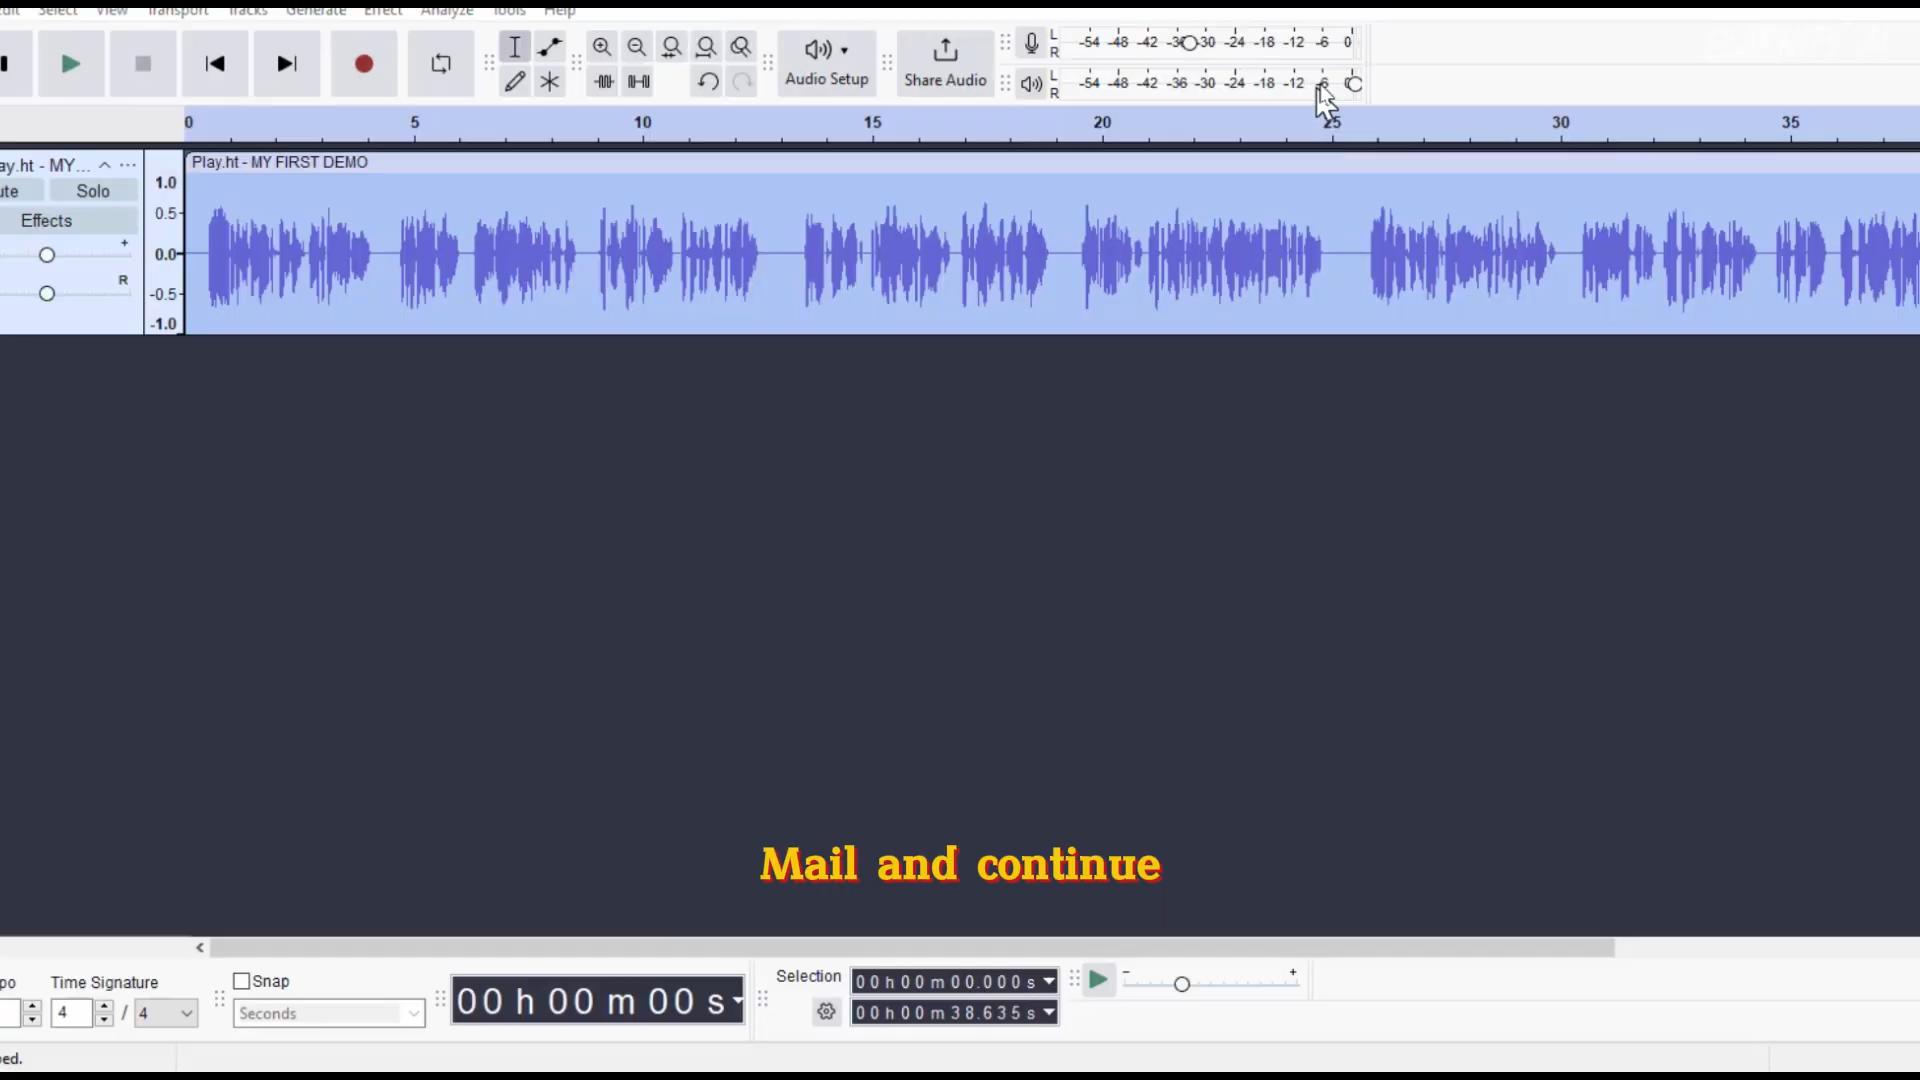 Select View Transport Tracks Generate Effect Analyze Tools Help
Audio Setup
Share Audio
L
R
-54 -48 -42 -36 -30 -24 -18 -12 -6 0
L
R
-54 -48 -42 -36 -30 -24 -18 -12 -6
0 5 10 15 20 25 30 35
ay.ht - MY...
Play.ht - MY FIRST DEMO
ute Solo
Effects
R
1.0
0.5
0.0
-0.5
-1.0
Mail and continue
po
Time Signature
4 / 4
Snap
Seconds
00 h 00 m 00 s
Selection
00 h 00 m 00.000 s
00 h 00 m 38.635 s
ped.